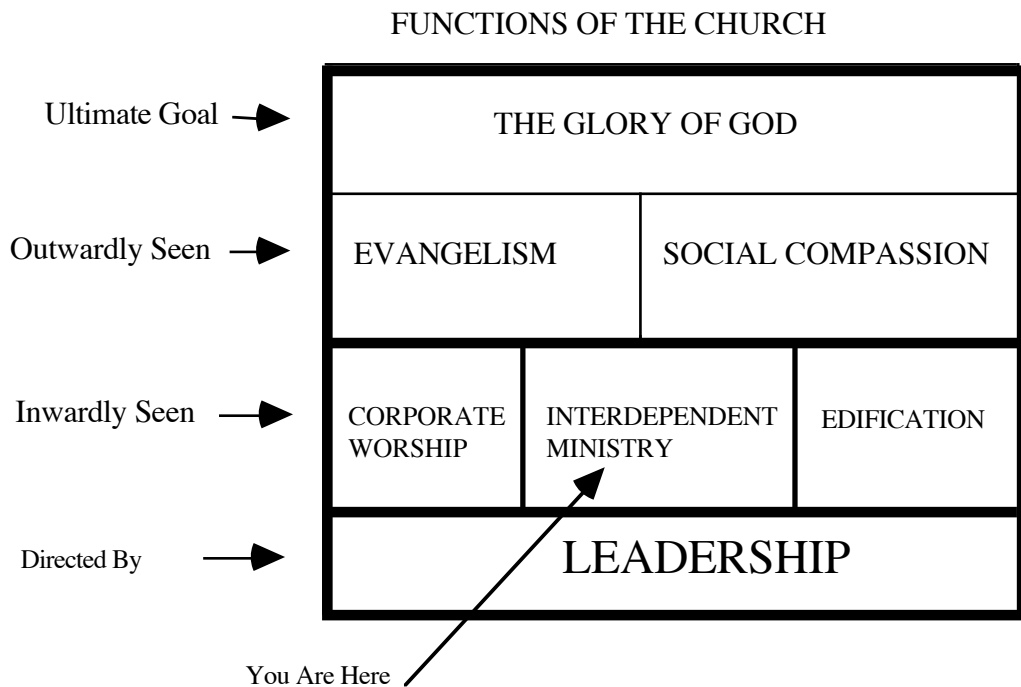 FUNCTIONS OF THE CHURCH
Ultimate Goal
THE GLORY OF GOD
Outwardly Seen
EVANGELISM
SOCIAL COMPASSION
Inwardly Seen
CORPORATE
WORSHIP
INTERDEPENDENT
MINISTRY
EDIFICATION
Directed By
LEADERSHIP
You Are Here